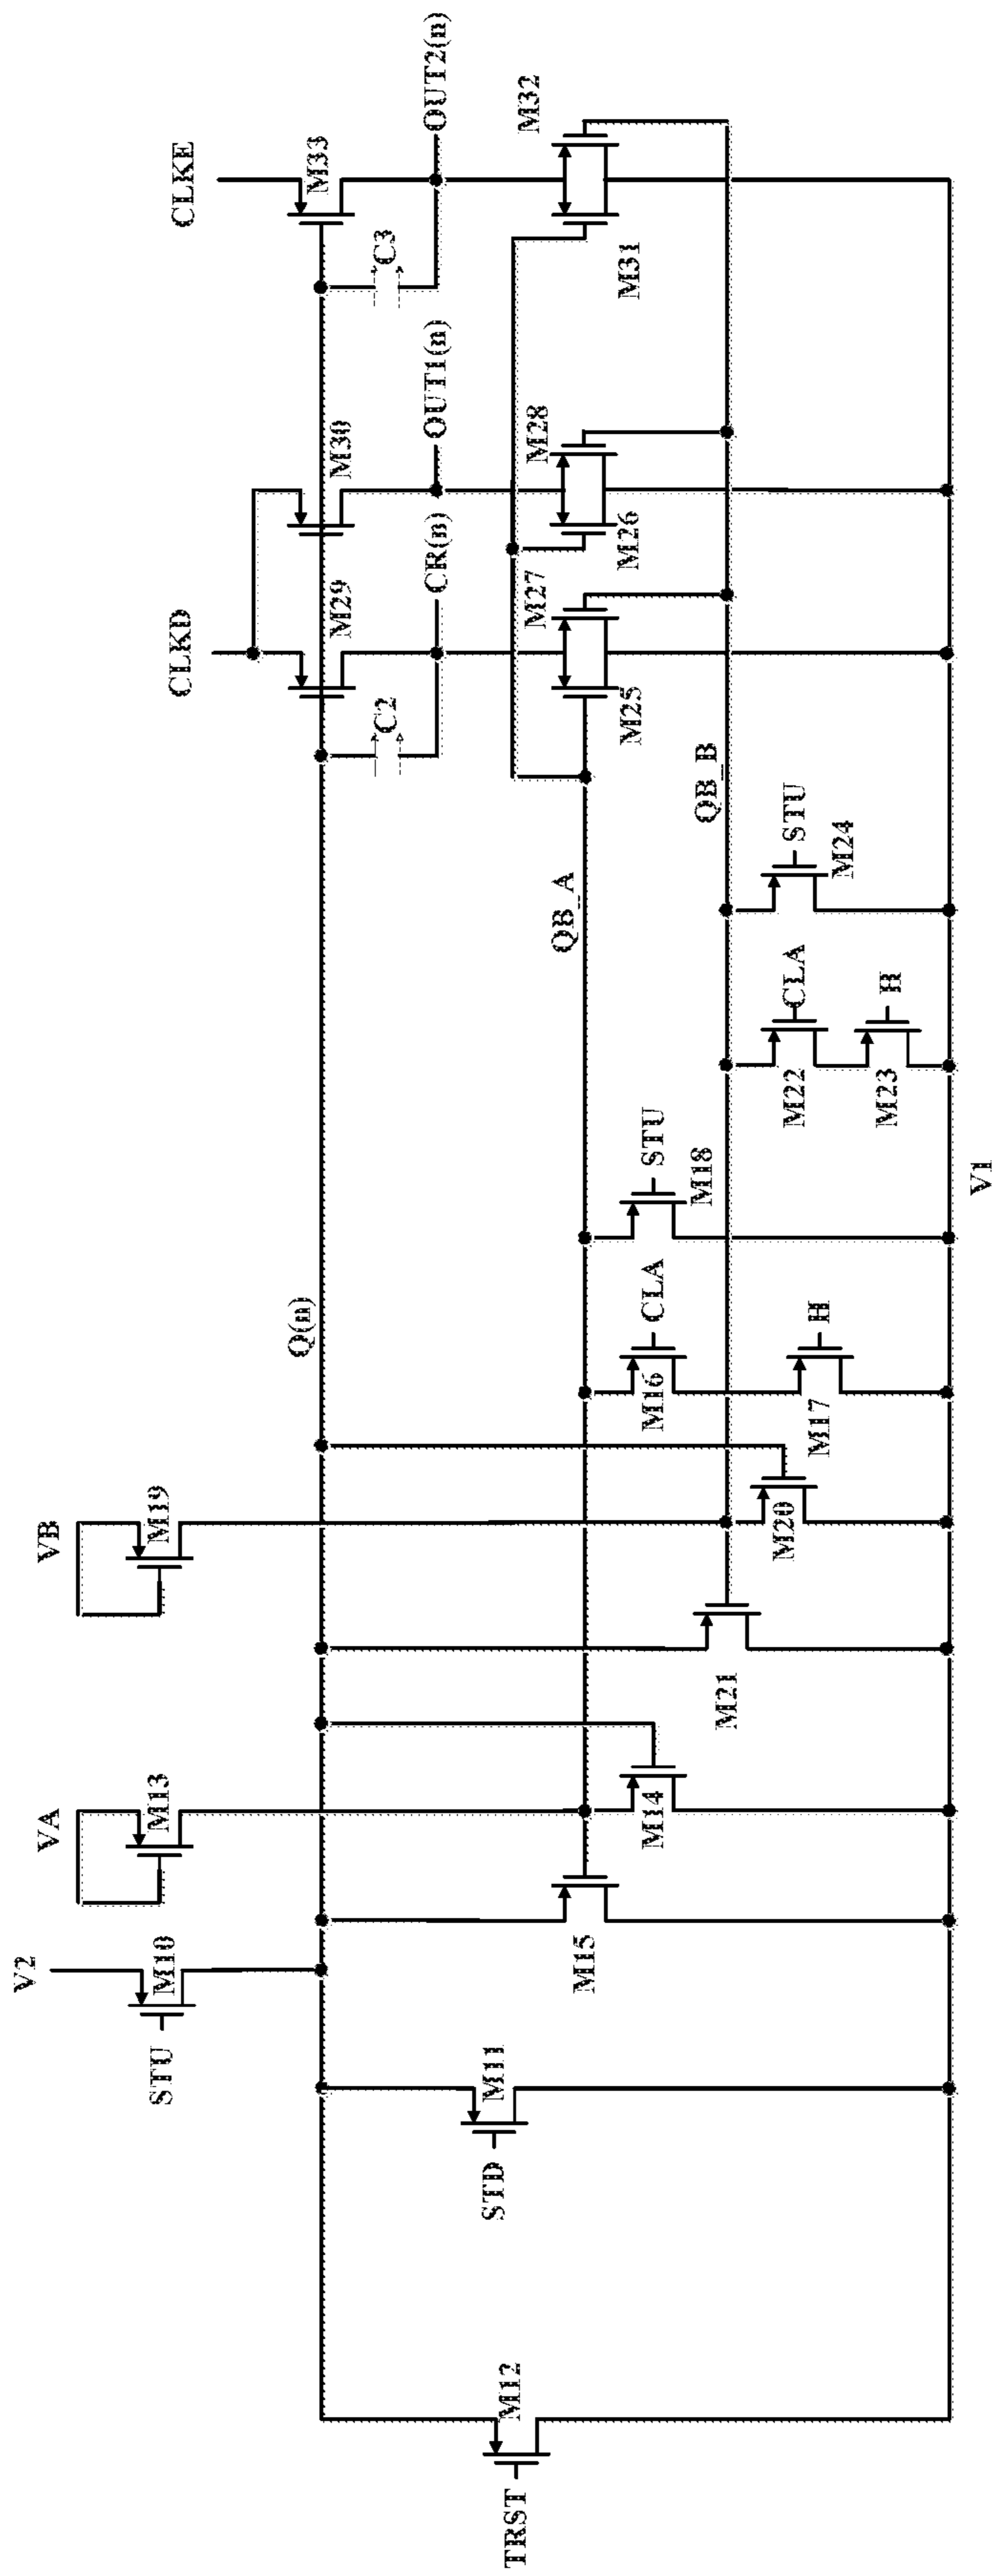 CLKE
M33
OUT2(n)
C3
M32
M31
CLKD
M30
OUT1(n)
M29
CR(n)
C2
M28
M26
M27
M25
QB_A
QB_B
STU
M24
CLA
M22
H
M23
STU
M18
CLA
M16
H
M17
V1
Q(n)
VB
M19
M20
M21
VA
M13
M14
M15
V2
M10
STU
M11
STD
M12
TRST